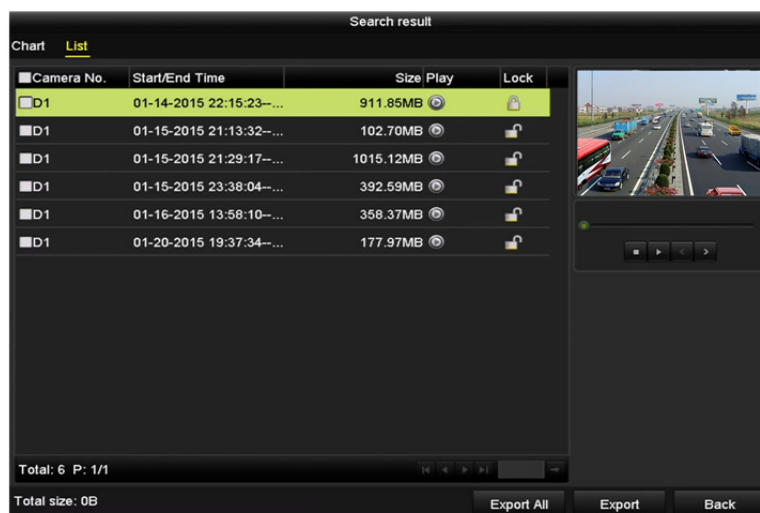 Search result
Chart List
Camera No. Start/End Time Size Play Lock
D1 01-14-2015 22:15:23--... 911.85MB
D1 01-15-2015 21:13:32--... 102.70MB
D1 01-15-2015 21:29:17--... 1015.12MB
D1 01-15-2015 23:38:04--... 392.59MB
D1 01-16-2015 13:58:10--... 358.37MB
D1 01-20-2015 19:37:34--... 177.97MB
Total: 6 P: 1/1
Total size: 0B
Export All Export Back